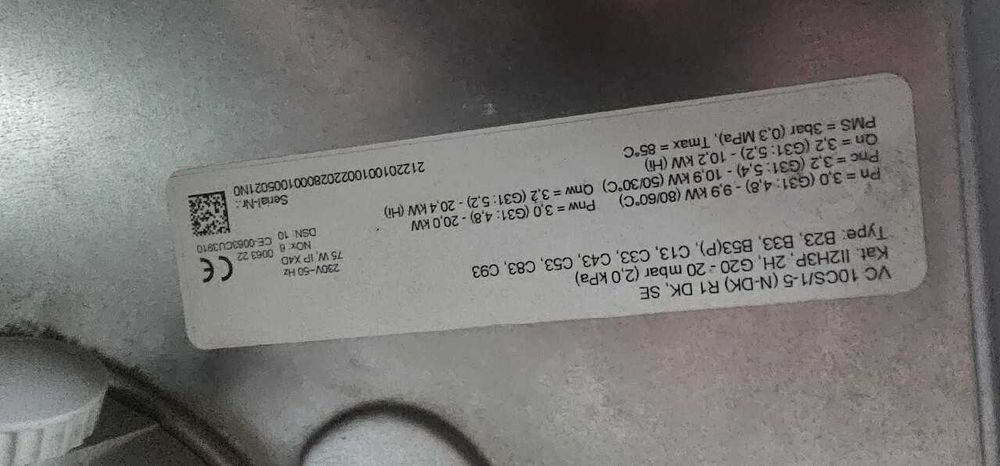 VC 10CS/1-5 (N-DK) R1 DK, SE
Kat. II2H3P, 2H, G20 - 20 mbar (2,0 kPa)
Type: B23, B33, B53(P), C13, C33, C43, C53, C83, C93
Pn = 3,0 (G31: 4,8) - 9,9 kW (80/60°C)
Pnc = 3,2 (G31: 5,4) - 10,9 kW (50/30°C)
Qn = 3,2 (G31: 5,2) - 10,2 kW (Hi)
PMS = 3bar (0,3 MPa), Tmax = 85°C
Pnw = 3,0 (G31: 4,8) - 20,0 kW
Qnw = 3,2 (G31: 5,2) - 20,4 kW (Hi)
230V~50 Hz
75 W, IP X4D
NOx: 6
DSN: 10
CE
0063 22
CE-0063CU3910
Serial-Nr.:
21220100100220280001005021N0